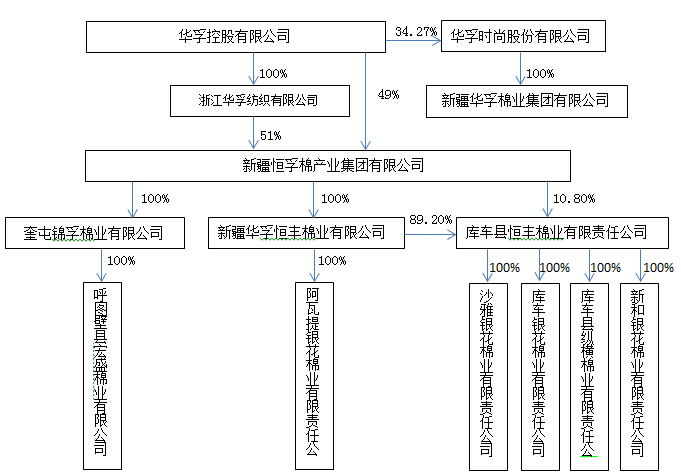 华孚控股有限公司
34.27%
华孚时尚股份有限公司
100%
100%
浙江华孚纺织有限公司
49%
新疆华孚棉业集团有限公司
51%
新疆恒孚棉产业集团有限公司
100%
100%
10.80%
奎屯锦孚棉业有限公司
新疆华孚恒丰棉业有限公司
89.20%
库车县恒丰棉业有限责任公司
100%
100%
100%
100%
100%
100%
呼图壁县宏盛棉业有限公司
阿瓦提银花棉业有限责任公
沙雅银花棉业有限责任公司
库车银花棉业有限责任公司
库车县纵横棉业有限责任公
新和银花棉业有限责任公司